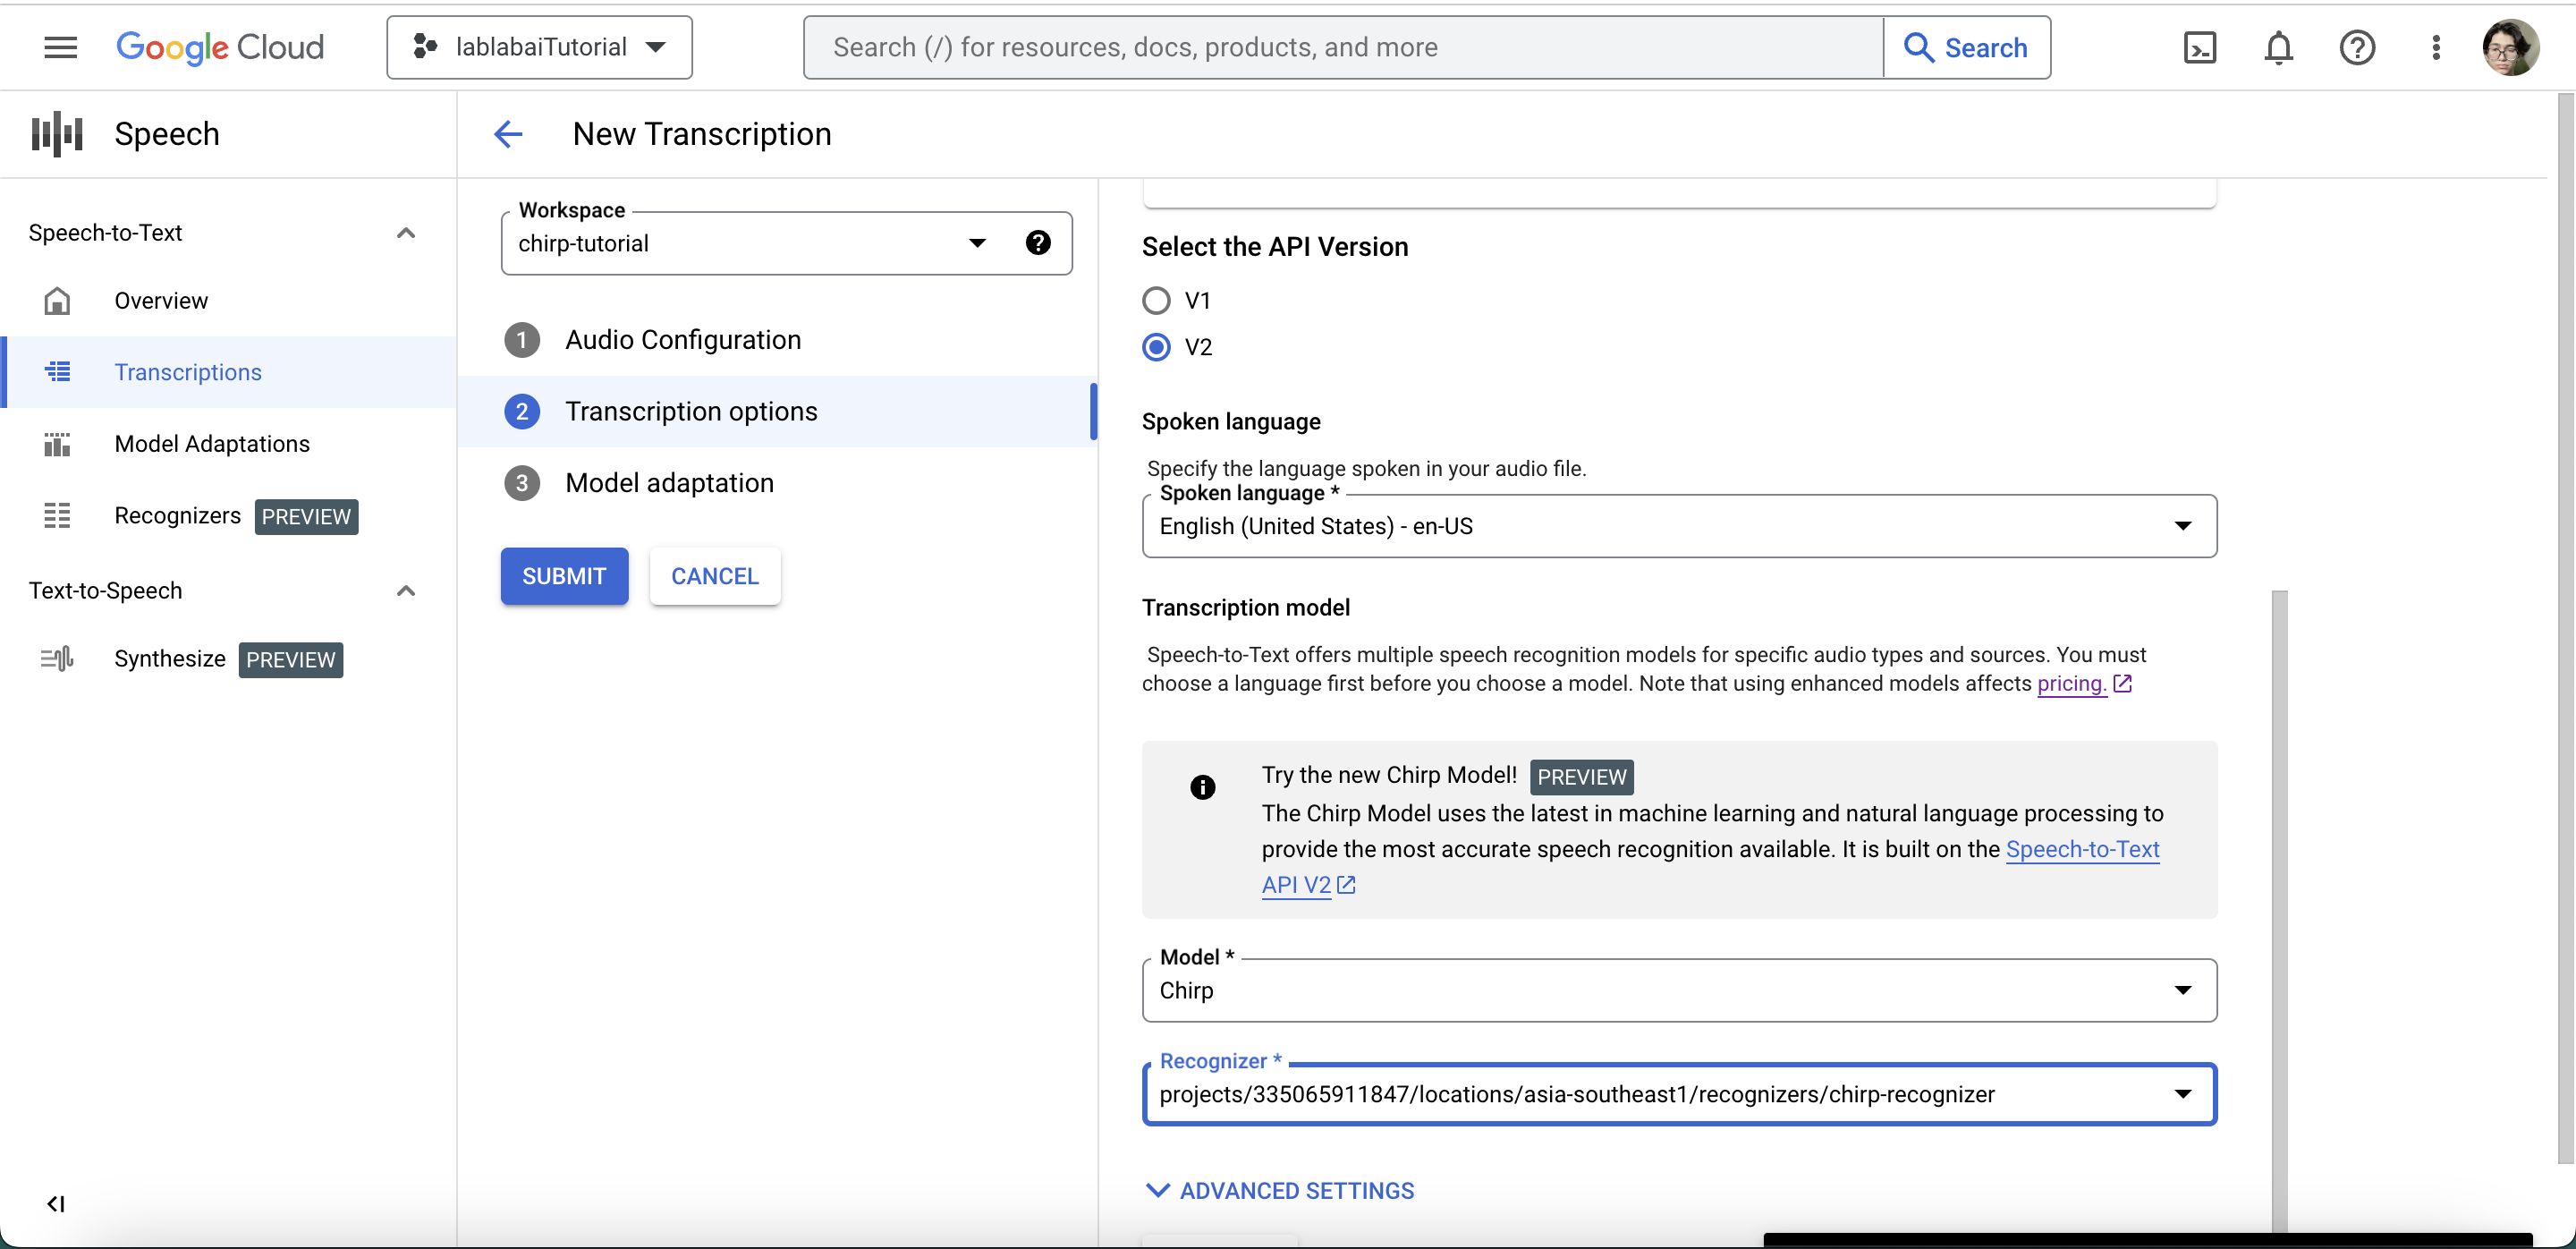 Google Cloud
lablabaiTutorial
Search (/) for resources, docs, products, and more
Search
Speech
New Transcription
Speech-to-Text
Overview
Transcriptions
Model Adaptations
Recognizers PREVIEW
Text-to-Speech
Synthesize PREVIEW
Workspace
chirp-tutorial
1 Audio Configuration
2 Transcription options
3 Model adaptation
SUBMIT CANCEL
Select the API Version
V1
V2
Spoken language
Specify the language spoken in your audio file.
Spoken language *
English (United States) - en-US
Transcription model
Speech-to-Text offers multiple speech recognition models for specific audio types and sources. You must
choose a language first before you choose a model. Note that using enhanced models affects pricing.
Try the new Chirp Model! PREVIEW
The Chirp Model uses the latest in machine learning and natural language processing to
provide the most accurate speech recognition available. It is built on the Speech-to-Text
API V2
Model *
Chirp
Recognizer *
projects/335065911847/locations/asia-southeast1/recognizers/chirp-recognizer
ADVANCED SETTINGS